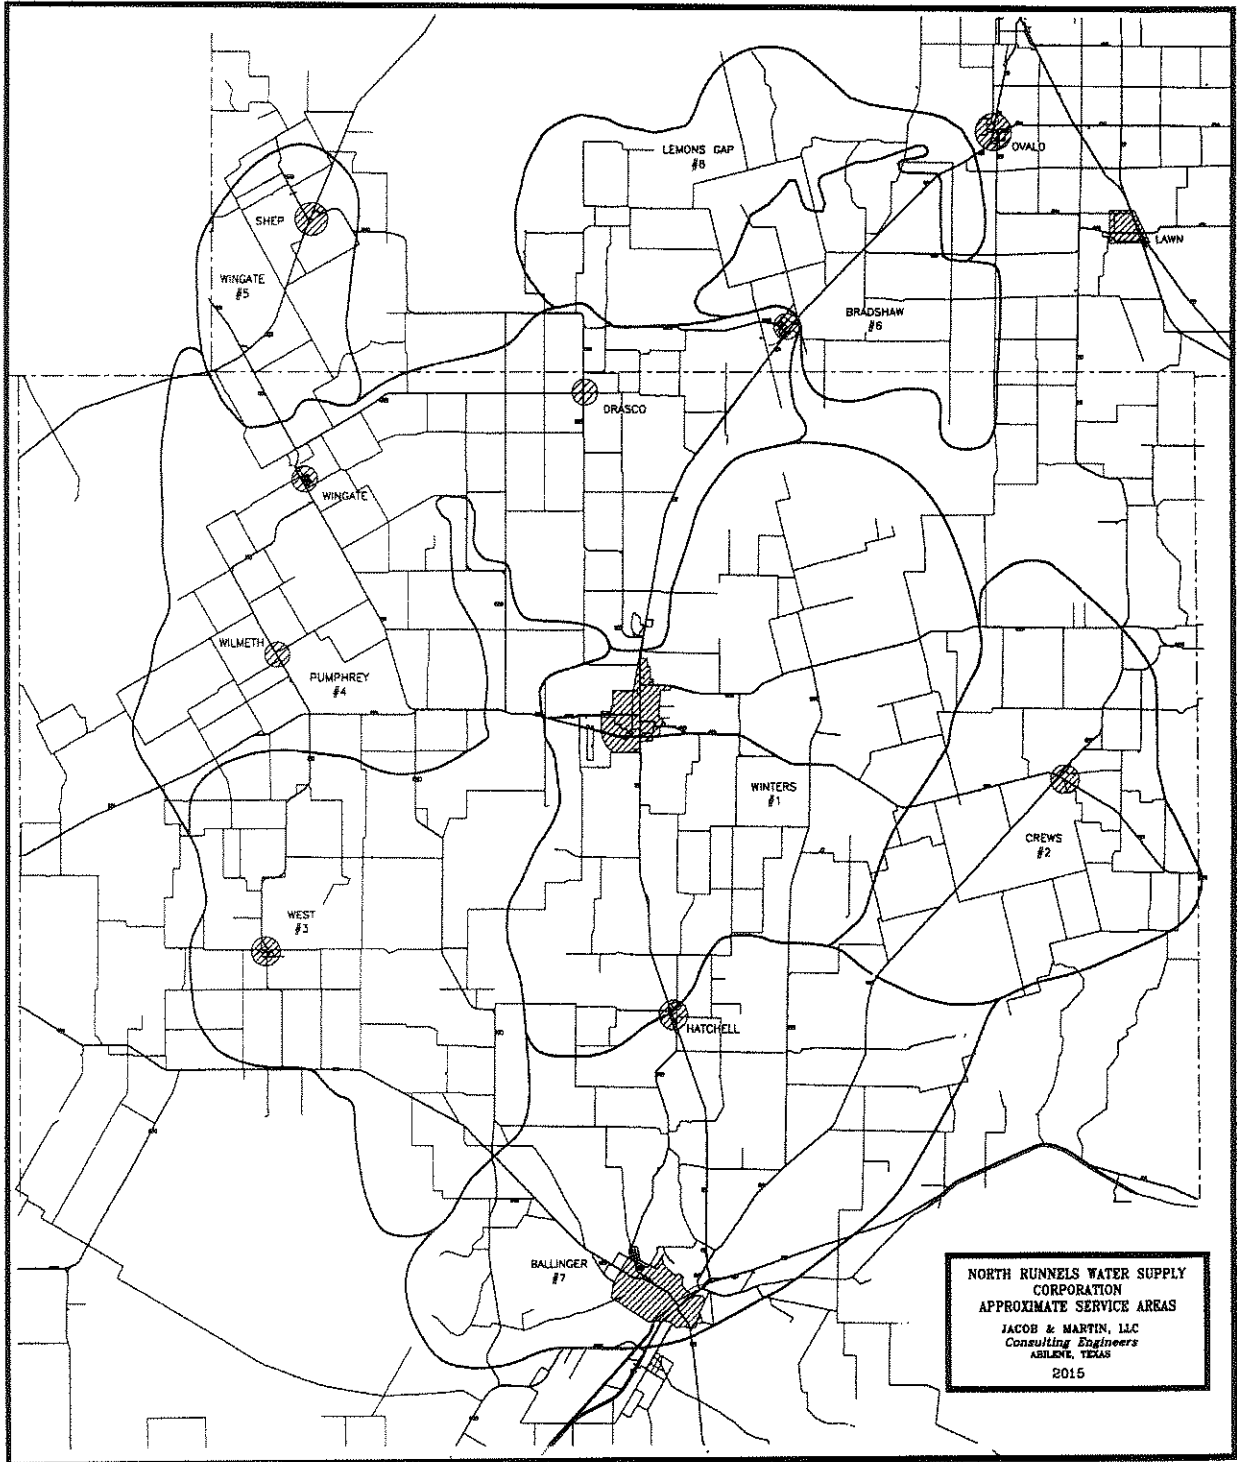 LEMONS GAP
#8
OVALO
SHEP
LAWN
WINGATE
#5
BRADSHAW
#6
DRASCO
WINGATE
WILMETH
PUMPHREY
#4
WINTERS
#1
CREWS
#2
WEST
#3
HATCHELL
BALLINGER
#7
NORTH RUNNELS WATER SUPPLY
CORPORATION
APPROXIMATE SERVICE AREAS
JACOB & MARTIN, LLC
Consulting Engineers
ABILENE, TEXAS
2015